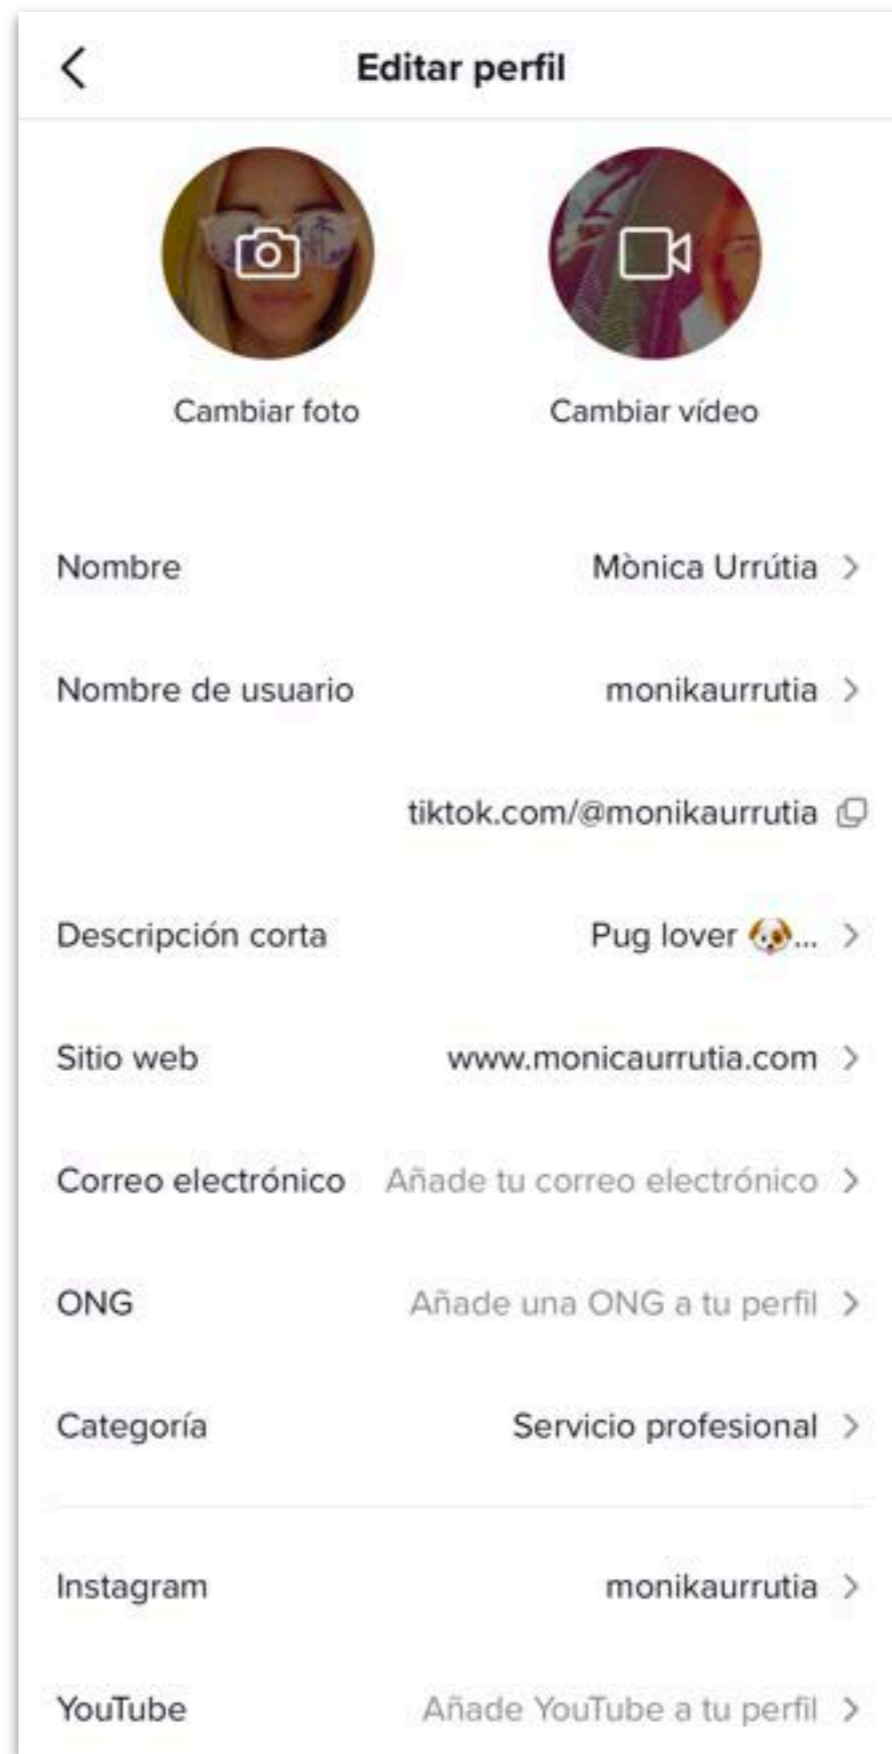 Editar perfil
Cambiar foto
Cambiar vídeo
Nombre
Mònica Urrútia
Nombre de usuario
monikaurrutia
tiktok.com/@monikaurrutia
Descripción corta
Pug lover 🐶...
Sitio web
www.monicaurrutia.com
Correo electrónico
Añade tu correo electrónico
ONG
Añade una ONG a tu perfil
Categoría
Servicio profesional
Instagram
monikaurrutia
YouTube
Añade YouTube a tu perfil